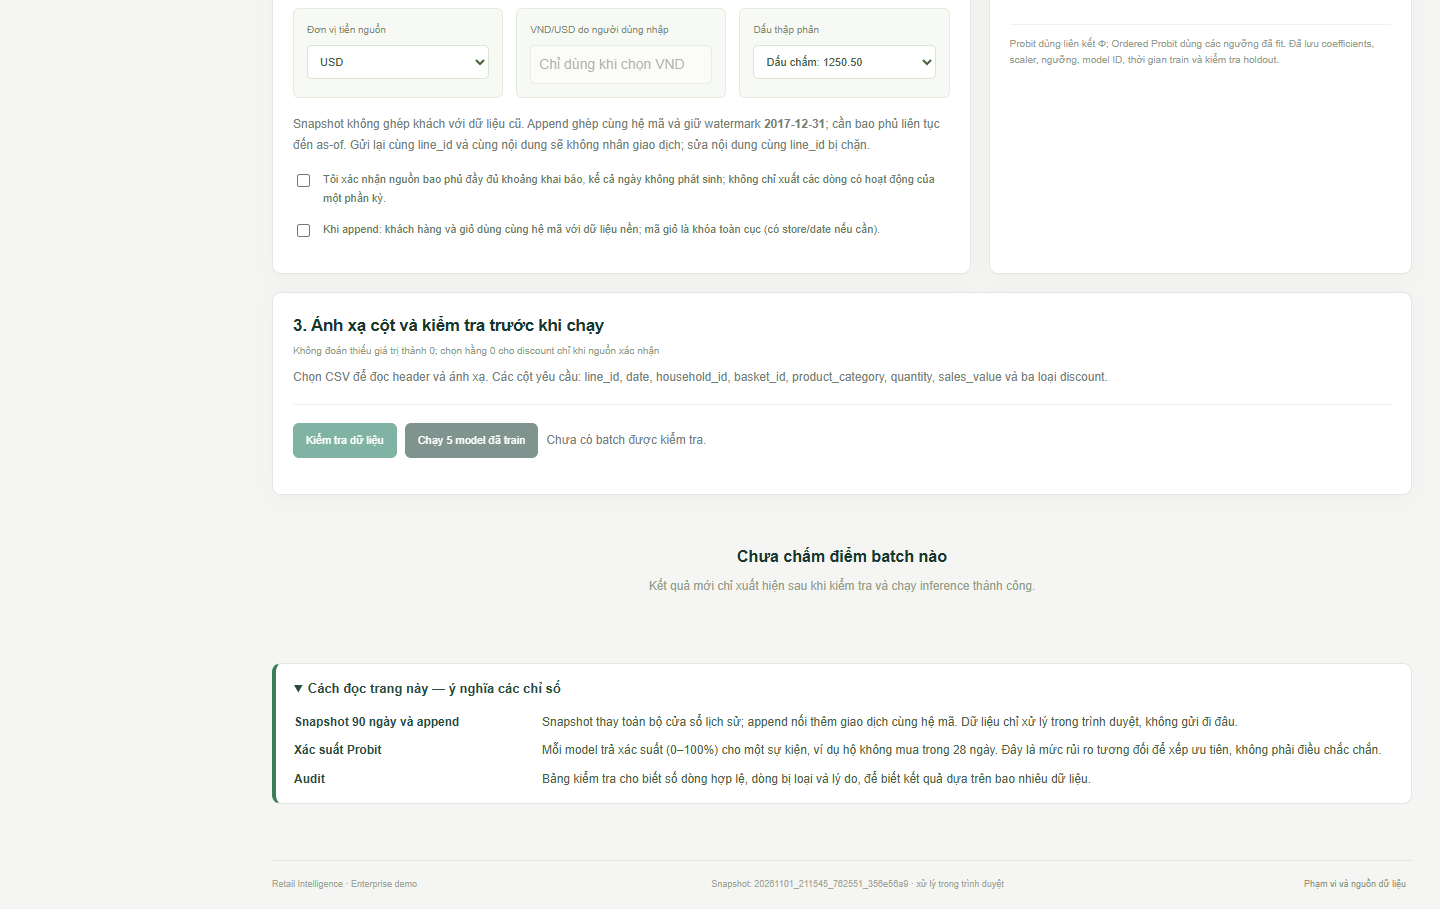 Đơn vị tiền nguồn
USD
VND/USD do người dùng nhập
Chỉ dùng khi chọn VND
Dấu thập phân
Dấu chấm: 1250.50
Snapshot không ghép khách với dữ liệu cũ. Append ghép cùng hệ mã và giữ watermark 2017-12-31; cần bao phủ liên tục
đến as-of. Gửi lại cùng line_id và cùng nội dung sẽ không nhân giao dịch; sửa nội dung cùng line_id bị chặn.
Tôi xác nhận nguồn bao phủ đầy đủ khoảng khai báo, kể cả ngày không phát sinh; không chỉ xuất các dòng có hoạt động của
một phần kỳ.
Khi append: khách hàng và giỏ dùng cùng hệ mã với dữ liệu nền; mã giỏ là khóa toàn cục (có store/date nếu cần).
Probit dùng liên kết Φ; Ordered Probit dùng các ngưỡng đã fit. Đã lưu coefficients,
scaler, ngưỡng, model ID, thời gian train và kiểm tra holdout.
3. Ánh xạ cột và kiểm tra trước khi chạy
Không đoán thiếu giá trị thành 0; chọn hằng 0 cho discount chỉ khi nguồn xác nhận
Chọn CSV để đọc header và ánh xạ. Các cột yêu cầu: line_id, date, household_id, basket_id, product_category, quantity, sales_value và ba loại discount.
Kiểm tra dữ liệu
Chạy 5 model đã train
Chưa có batch được kiểm tra.
Chưa chấm điểm batch nào
Kết quả mới chỉ xuất hiện sau khi kiểm tra và chạy inference thành công.
▼ Cách đọc trang này — ý nghĩa các chỉ số
Snapshot 90 ngày và append
Snapshot thay toàn bộ cửa sổ lịch sử; append nối thêm giao dịch cùng hệ mã. Dữ liệu chỉ xử lý trong trình duyệt, không gửi đi đâu.
Xác suất Probit
Mỗi model trả xác suất (0–100%) cho một sự kiện, ví dụ hộ không mua trong 28 ngày. Đây là mức rủi ro tương đối để xếp ưu tiên, không phải điều chắc chắn.
Audit
Bảng kiểm tra cho biết số dòng hợp lệ, dòng bị loại và lý do, để biết kết quả dựa trên bao nhiêu dữ liệu.
Retail Intelligence · Enterprise demo
Snapshot: 20261101_211545_762551_356e56a9 · xử lý trong trình duyệt
Phạm vi và nguồn dữ liệu